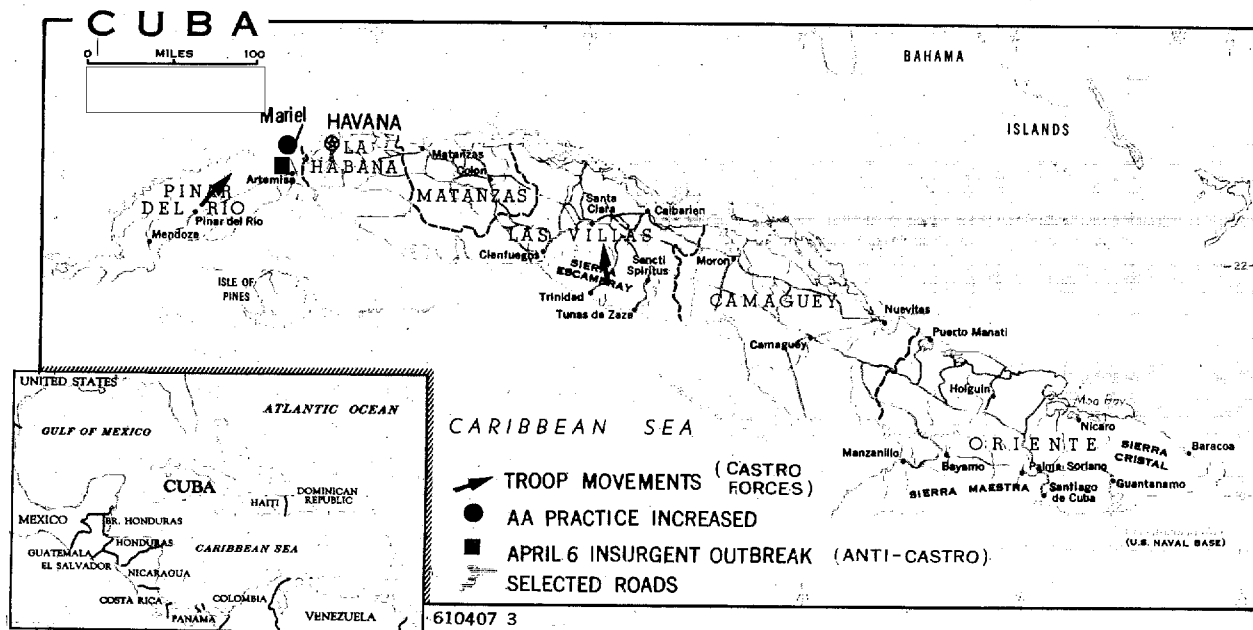 CUBA
0 MILES 100
BAHAMA
ISLANDS
Mariel
HAVANA
LA
HABANA
Artemisa
PINAR
DEL RIO
Pinar del Rio
Mendoza
ISLE OF
PINES
Matanzas
Colon
MATANZAS
Santa
Clara
Caibarien
LAS VILLAS
Cienfuegos
SIERRA
ESCAMBRAY
Sancti
Spiritus
Trinidad
Tunas de Zaza
Moron
CAMAGUEY
Camaguey
Nuevitas
Puerto Manati
22
Holguin
Moa Bay
Nicaro
ORIENTE
SIERRA
CRISTAL
Baracoa
Manzanillo
Bayamo
Palma Soriano
SIERRA MAESTRA
Santiago
de Cuba
Guantanamo
(U.S. NAVAL BASE)
CARIBBEAN SEA
TROOP MOVEMENTS (CASTRO
FORCES)
AA PRACTICE INCREASED
APRIL 6 INSURGENT OUTBREAK (ANTI-CASTRO)
SELECTED ROADS
610407 3
UNITED STATES
ATLANTIC OCEAN
GULF OF MEXICO
CUBA
HAITI
DOMINICAN
REPUBLIC
MEXICO
BR. HONDURAS
HONDURAS
CARIBBEAN SEA
GUATEMALA
EL SALVADOR
NICARAGUA
COSTA RICA
PANAMA
COLOMBIA
VENEZUELA